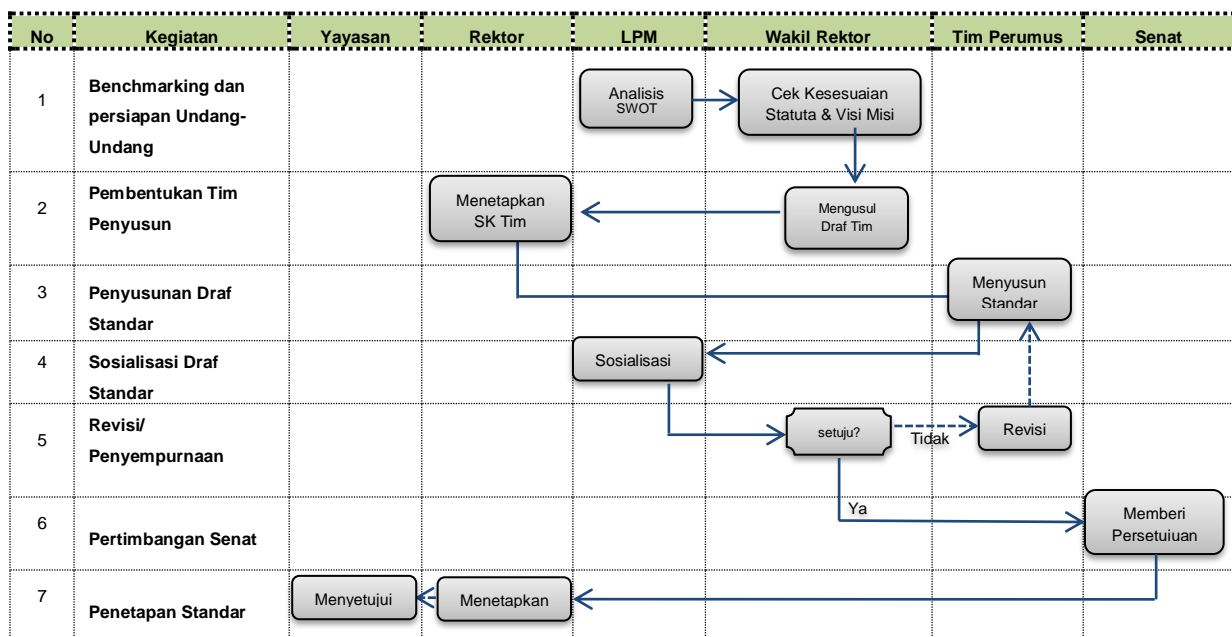 No Kegiatan Yayasan Rektor LPM Wakil Rektor Tim Perumus Senat
1
Benchmarking dan
persiapan Undang-
Undang
Analisis
SWOT
Cek Kesesuaian
Statuta & Visi Misi
2
Pembentukan Tim
Penyusun
Menetapkan
SK Tim
Mengusul
Draf Tim
3
Penyusunan Draf
Standar
Menyusun
Standar
4
Sosialisasi Draf
Standar
Sosialisasi
5
Revisi/
Penyempurnaan
setuju?
Tidak
Revisi
6
Pertimbangan Senat
Ya
Memberi
Persetuiuan
7
Penetapan Standar
Menyetujui
Menetapkan